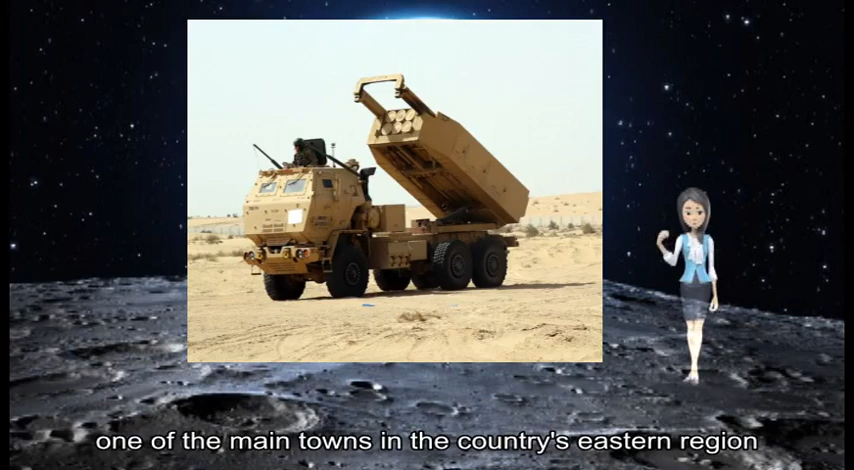 one of the main towns in the country's eastern region